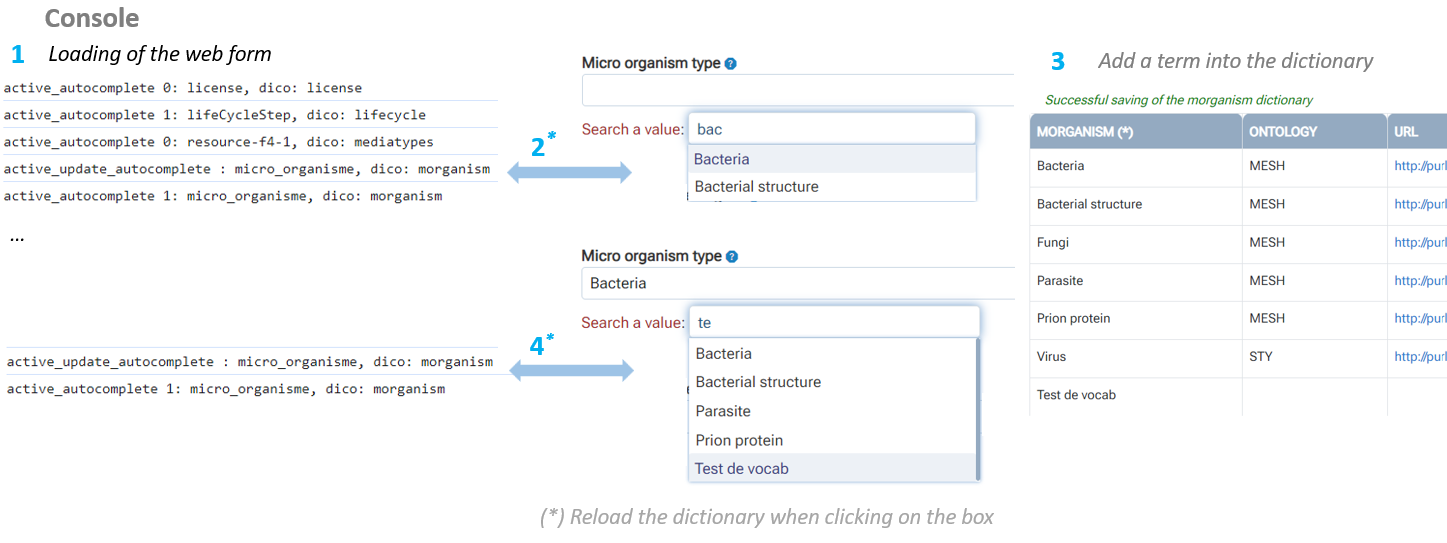 Console
1 Loading of the web form
active_autocomplete 0: license, dico: license
active_autocomplete 1: lifeCycleStep, dico: lifecycle
active_autocomplete 0: resource-f4-1, dico: mediatypes
active_update_autocomplete : micro_organisme, dico: morganism
active_autocomplete 1: micro_organisme, dico: morganism
...
active_update_autocomplete : micro_organisme, dico: morganism
active_autocomplete 1: micro_organisme, dico: morganism
2*
Micro organism type ?
Search a value: bac
Bacteria
Bacterial structure
4*
Micro organism type ?
Bacteria
Search a value: te
Bacteria
Bacterial structure
Parasite
Prion protein
Test de vocab
3 Add a term into the dictionary
Successful saving of the morganism dictionary
MORGANISM (*) ONTOLOGY URL
Bacteria MESH http://purl
Bacterial structure MESH http://purl
Fungi MESH http://purl
Parasite MESH http://purl
Prion protein MESH http://purl
Virus STY http://purl
Test de vocab
(*) Reload the dictionary when clicking on the box